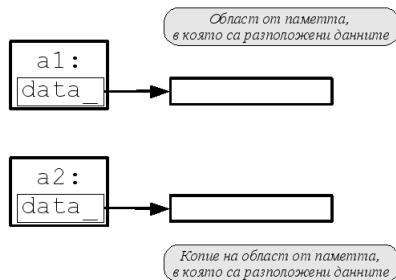 Област от паметта,
в която са разположени данните
a1:
data_
a2:
data_
Копие на област от паметта,
в която са разположени данните